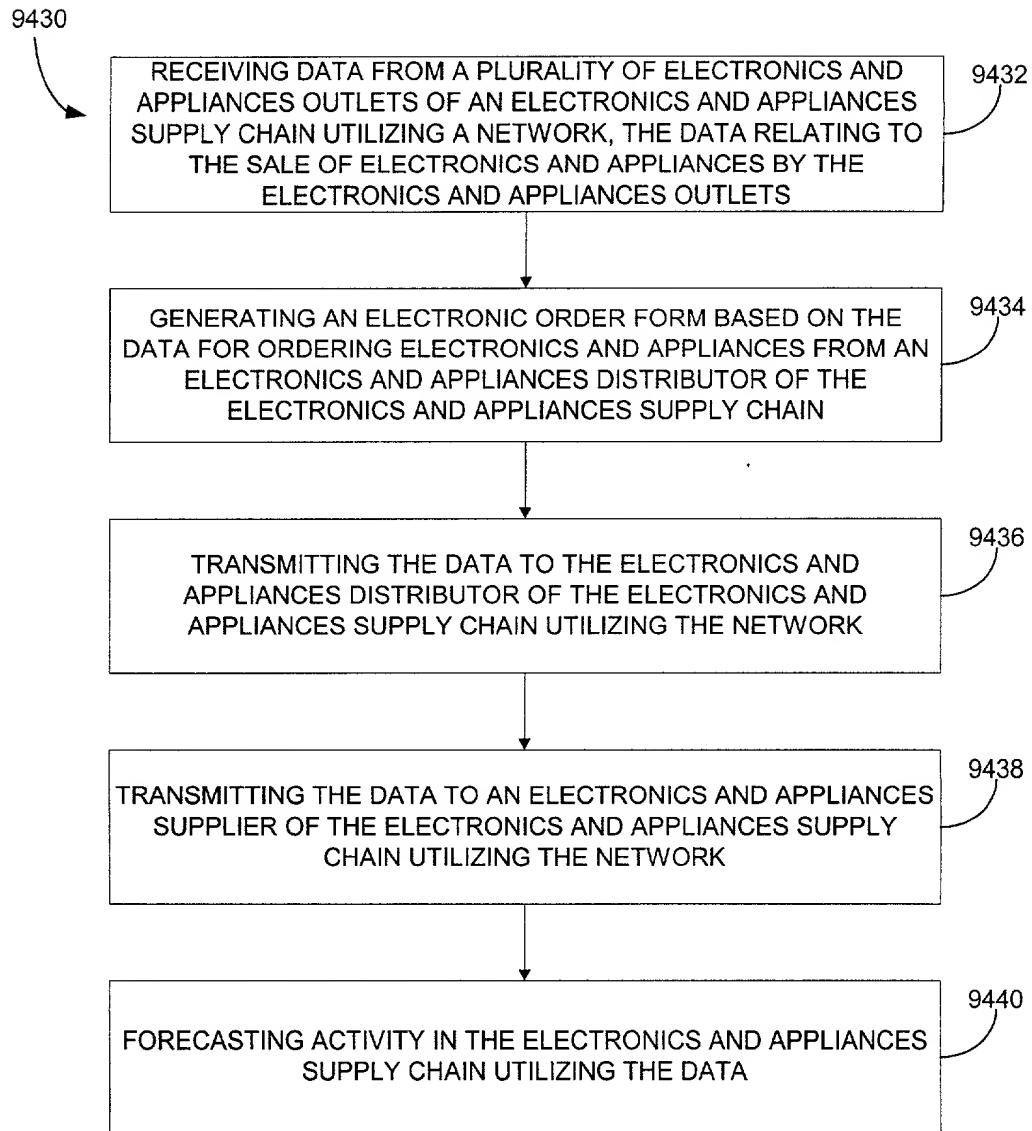 9430
RECEIVING DATA FROM A PLURALITY OF ELECTRONICS AND
APPLIANCES OUTLETS OF AN ELECTRONICS AND APPLIANCES
SUPPLY CHAIN UTILIZING A NETWORK, THE DATA RELATING TO
THE SALE OF ELECTRONICS AND APPLIANCES BY THE
ELECTRONICS AND APPLIANCES OUTLETS
9432
GENERATING AN ELECTRONIC ORDER FORM BASED ON THE
DATA FOR ORDERING ELECTRONICS AND APPLIANCES FROM AN
ELECTRONICS AND APPLIANCES DISTRIBUTOR OF THE
ELECTRONICS AND APPLIANCES SUPPLY CHAIN
9434
TRANSMITTING THE DATA TO THE ELECTRONICS AND
APPLIANCES DISTRIBUTOR OF THE ELECTRONICS AND
APPLIANCES SUPPLY CHAIN UTILIZING THE NETWORK
9436
TRANSMITTING THE DATA TO AN ELECTRONICS AND APPLIANCES
SUPPLIER OF THE ELECTRONICS AND APPLIANCES SUPPLY
CHAIN UTILIZING THE NETWORK
9438
FORECASTING ACTIVITY IN THE ELECTRONICS AND APPLIANCES
SUPPLY CHAIN UTILIZING THE DATA
9440